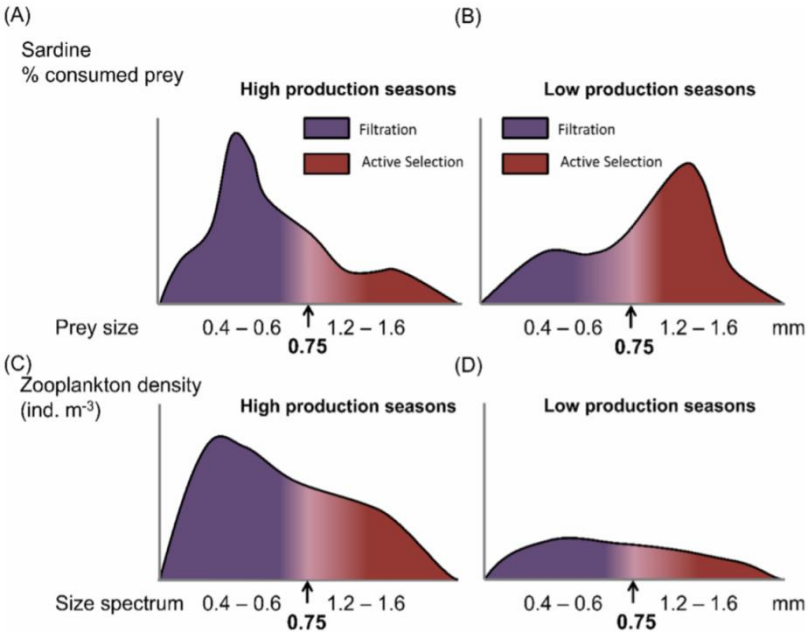 (A)
Sardine
% consumed prey
High production seasons
Filtration
Active Selection
Prey size
0.4 – 0.6
1.2 – 1.6
0.75
(B)
Low production seasons
Filtration
Active Selection
0.4 – 0.6
1.2 – 1.6
mm
0.75
(C)
Zooplankton density
(ind. m-3)
High production seasons
Size spectrum
0.4 – 0.6
1.2 – 1.6
0.75
(D)
Low production seasons
0.4 – 0.6
1.2 – 1.6
mm
0.75